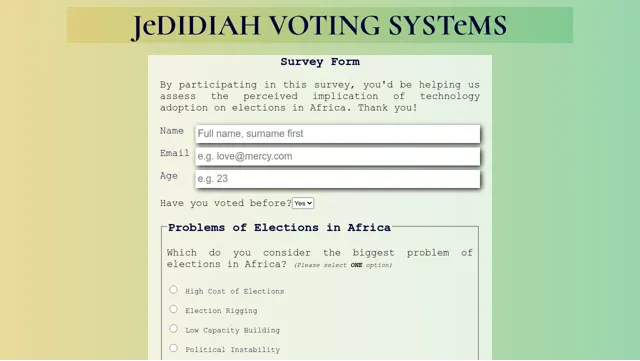 JeDIDIAH VOTING SYSTeMS
Survey Form
By participating in this survey, you'd be helping us
assess the perceived implication of technology
adoption on elections in Africa. Thank you!
Name
Full name, surname first
Email
e.g. love@mercy.com
Age
e.g. 23
Have you voted before? Yes
Problems of Elections in Africa
Which do you consider the biggest problem of
elections in Africa? (Please select ONE option)
High Cost of Elections
Election Rigging
Low Capacity Building
Political Instability